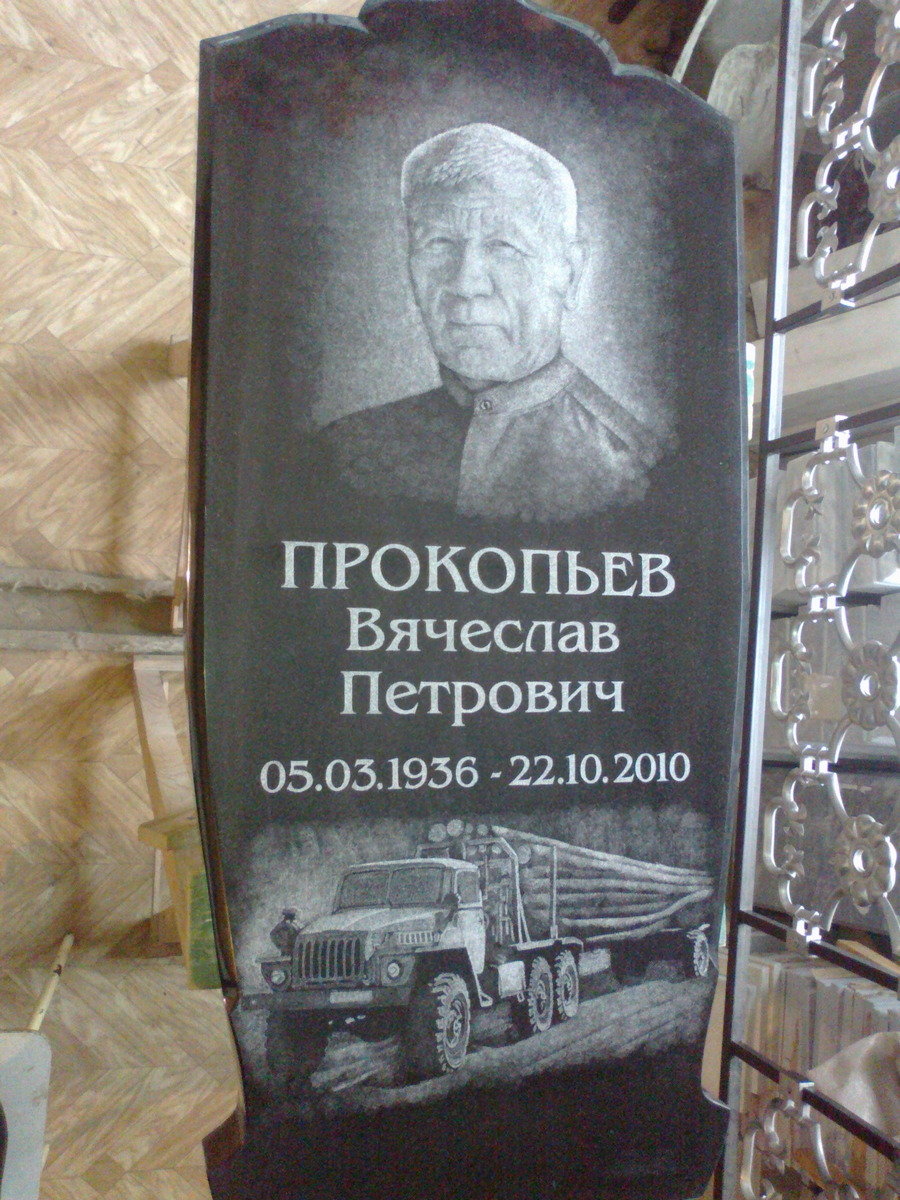 ПРОКОПЬЕВ
Вячеслав
Петрович
05.03.1936 - 22.10.2010